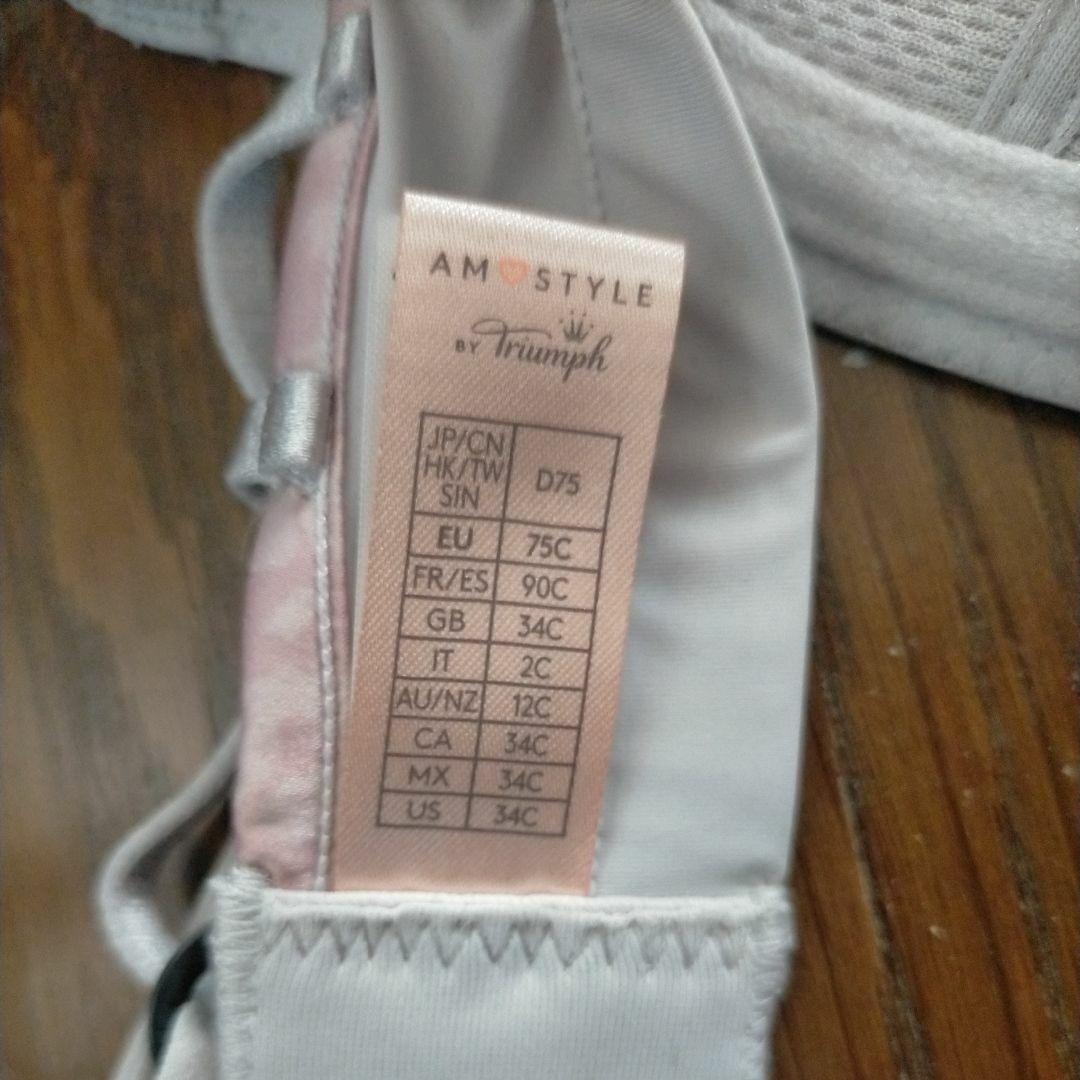 AMO STYLE
BY Triumph
JP/CN
HK/TW
SIN
D75
EU 75C
FR/ES 90C
GB 34C
IT 2C
AU/NZ 12C
CA 34C
MX 34C
US 34C